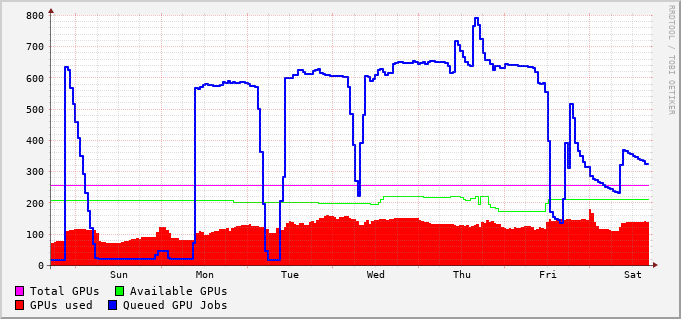 800
700
600
500
400
300
200
100
0
Sun Mon Tue Wed Thu Fri Sat
Total GPUs Available GPUs
GPUs used Queued GPU Jobs
RRDTOOL / TOBI OETIKER